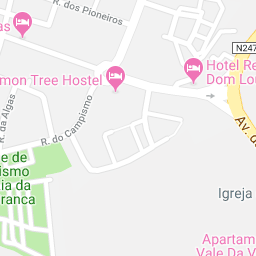 R. dos Pioneiros
as
N247
Hotel Re
Dom Lou
mon Tree Hostel
R. da Algas
R. do Campismo
Av. d
e de
ismo
ia da
ranca
Igreja
Apartam
Vale Da V